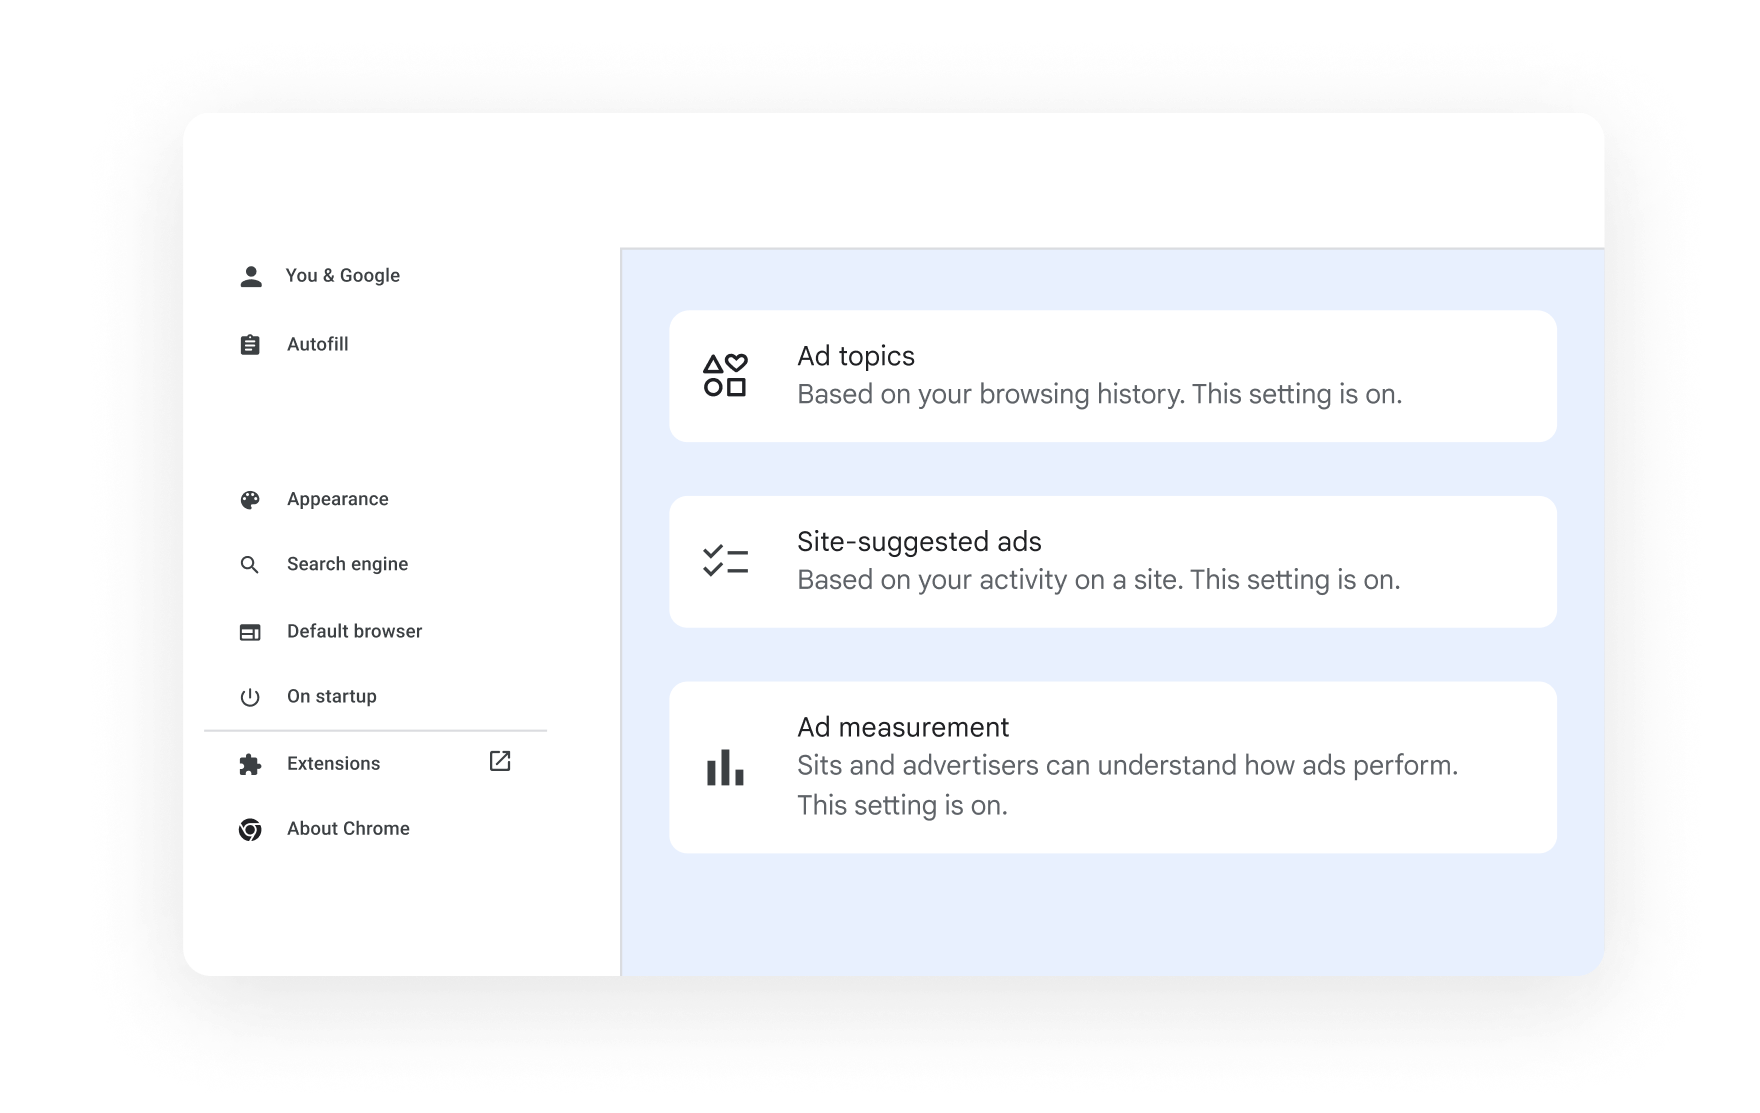 You & Google
Autofill
Appearance
Search engine
Default browser
On startup
Extensions
About Chrome
Ad topics
Based on your browsing history. This setting is on.
Site-suggested ads
Based on your activity on a site. This setting is on.
Ad measurement
Sits and advertisers can understand how ads perform.
This setting is on.